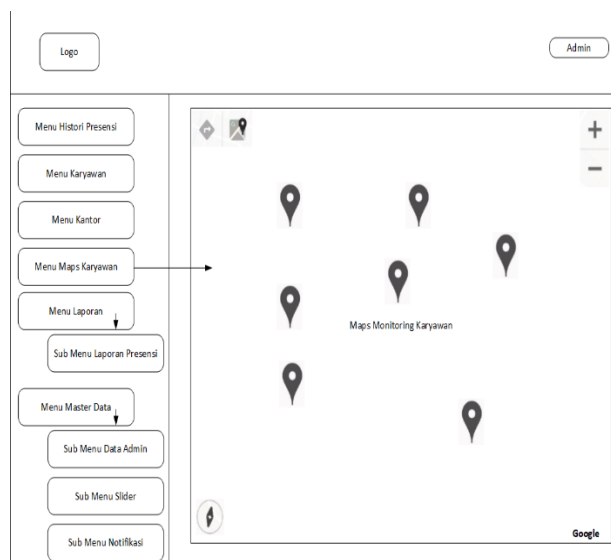 Logo
Admin
Menu Histori Presensi
Menu Karyawan
Menu Kantor
Menu Maps Karyawan
Menu Laporan
Sub Menu Laporan Presensi
Menu Master Data
Sub Menu Data Admin
Sub Menu Slider
Sub Menu Notifikasi
Maps Monitoring Karyawan
Google